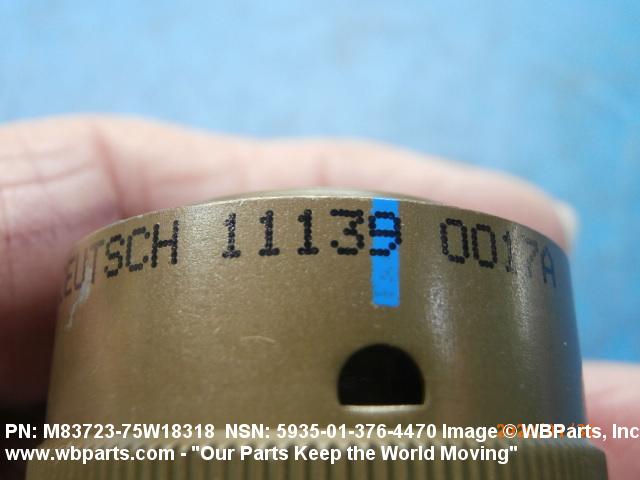 DEUTSCH 11139 0017A
PN: M83723-75W18318 NSN: 5935-01-376-4470 Image © WBParts, Inc
www.wbparts.com - "Our Parts Keep the World Moving"